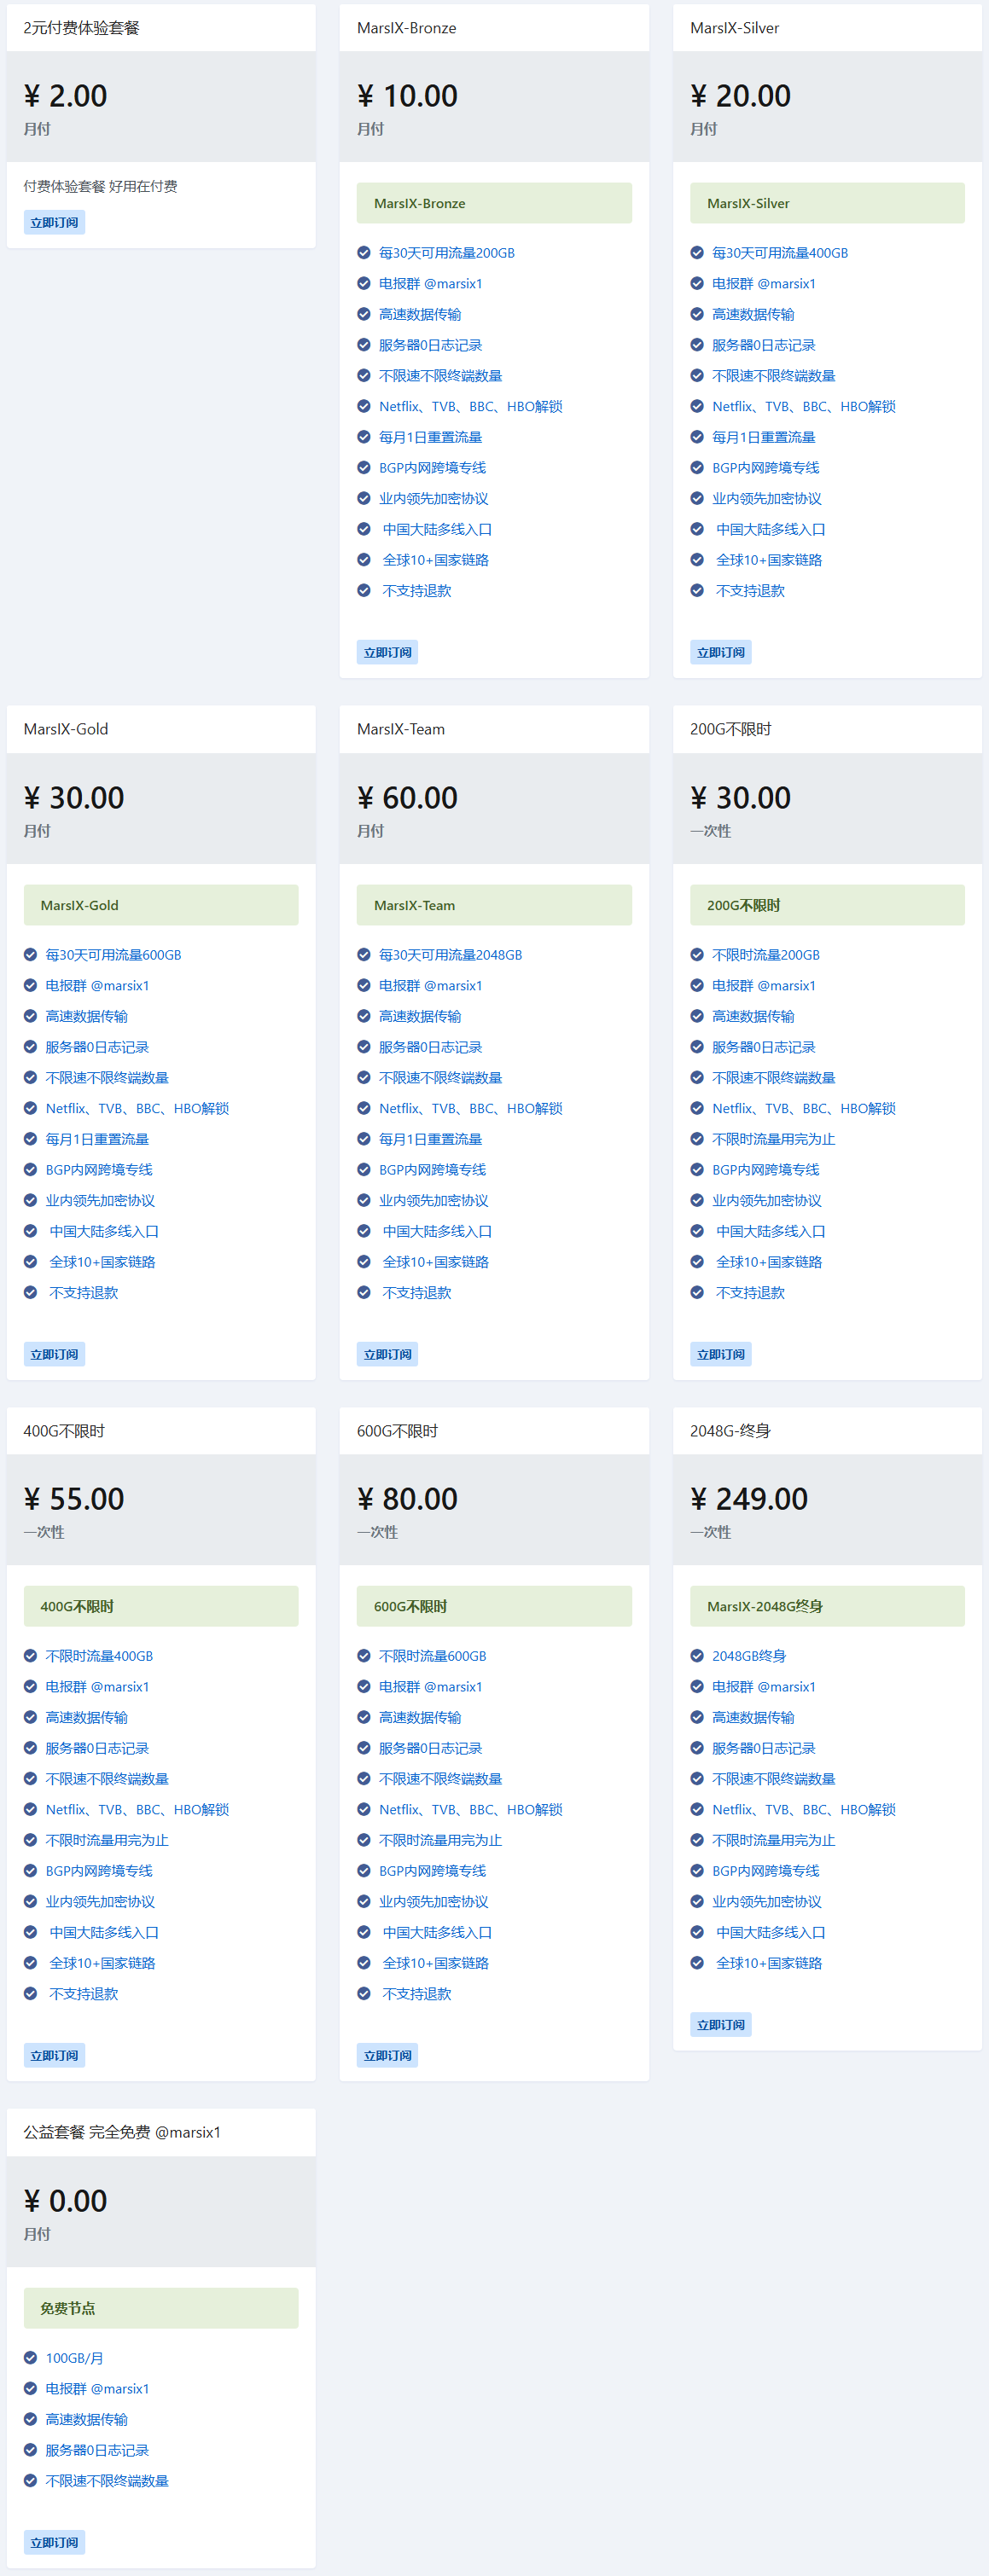 2元付费体验套餐
¥ 2.00
月付
付费体验套餐 好用在付费
立即订阅
MarsIX-Bronze
¥ 10.00
月付
MarsIX-Bronze
每30天可用流量200GB
电报群 @marsix1
高速数据传输
服务器0日志记录
不限速不限终端数量
Netflix、TVB、BBC、HBO解锁
每月1日重置流量
BGP内网跨境专线
业内领先加密协议
中国大陆多线入口
全球10+国家链路
不支持退款
立即订阅
MarsIX-Silver
¥ 20.00
月付
MarsIX-Silver
每30天可用流量400GB
电报群 @marsix1
高速数据传输
服务器0日志记录
不限速不限终端数量
Netflix、TVB、BBC、HBO解锁
每月1日重置流量
BGP内网跨境专线
业内领先加密协议
中国大陆多线入口
全球10+国家链路
不支持退款
立即订阅
MarsIX-Gold
¥ 30.00
月付
MarsIX-Gold
每30天可用流量600GB
电报群 @marsix1
高速数据传输
服务器0日志记录
不限速不限终端数量
Netflix、TVB、BBC、HBO解锁
每月1日重置流量
BGP内网跨境专线
业内领先加密协议
中国大陆多线入口
全球10+国家链路
不支持退款
立即订阅
MarsIX-Team
¥ 60.00
月付
MarsIX-Team
每30天可用流量2048GB
电报群 @marsix1
高速数据传输
服务器0日志记录
不限速不限终端数量
Netflix、TVB、BBC、HBO解锁
每月1日重置流量
BGP内网跨境专线
业内领先加密协议
中国大陆多线入口
全球10+国家链路
不支持退款
立即订阅
200G不限时
¥ 30.00
一次性
200G不限时
不限时流量200GB
电报群 @marsix1
高速数据传输
服务器0日志记录
不限速不限终端数量
Netflix、TVB、BBC、HBO解锁
不限时流量用完为止
BGP内网跨境专线
业内领先加密协议
中国大陆多线入口
全球10+国家链路
不支持退款
立即订阅
400G不限时
¥ 55.00
一次性
400G不限时
不限时流量400GB
电报群 @marsix1
高速数据传输
服务器0日志记录
不限速不限终端数量
Netflix、TVB、BBC、HBO解锁
不限时流量用完为止
BGP内网跨境专线
业内领先加密协议
中国大陆多线入口
全球10+国家链路
不支持退款
立即订阅
600G不限时
¥ 80.00
一次性
600G不限时
不限时流量600GB
电报群 @marsix1
高速数据传输
服务器0日志记录
不限速不限终端数量
Netflix、TVB、BBC、HBO解锁
不限时流量用完为止
BGP内网跨境专线
业内领先加密协议
中国大陆多线入口
全球10+国家链路
不支持退款
立即订阅
2048G-终身
¥ 249.00
一次性
MarsIX-2048G终身
2048GB终身
电报群 @marsix1
高速数据传输
服务器0日志记录
不限速不限终端数量
Netflix、TVB、BBC、HBO解锁
不限时流量用完为止
BGP内网跨境专线
业内领先加密协议
中国大陆多线入口
全球10+国家链路
立即订阅
公益套餐 完全免费 @marsix1
¥ 0.00
月付
免费节点
100GB/月
电报群 @marsix1
高速数据传输
服务器0日志记录
不限速不限终端数量
立即订阅